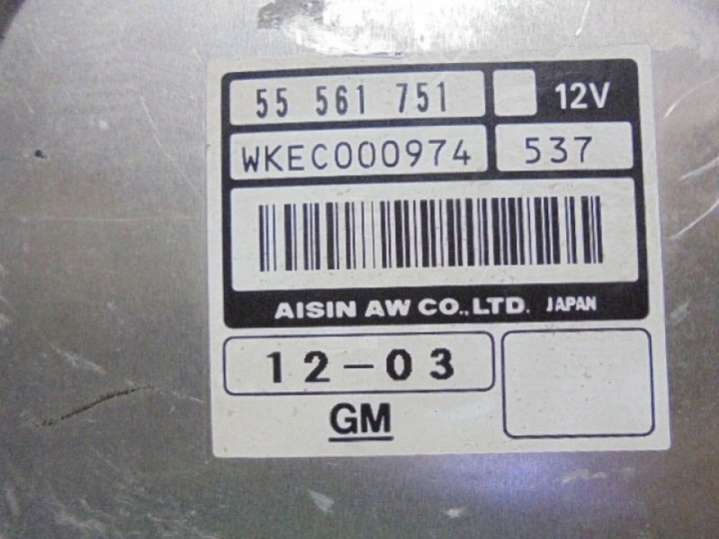 55 561 751 12V
WKEC000974 537
AISIN AW CO.,LTD. JAPAN
12-03
GM